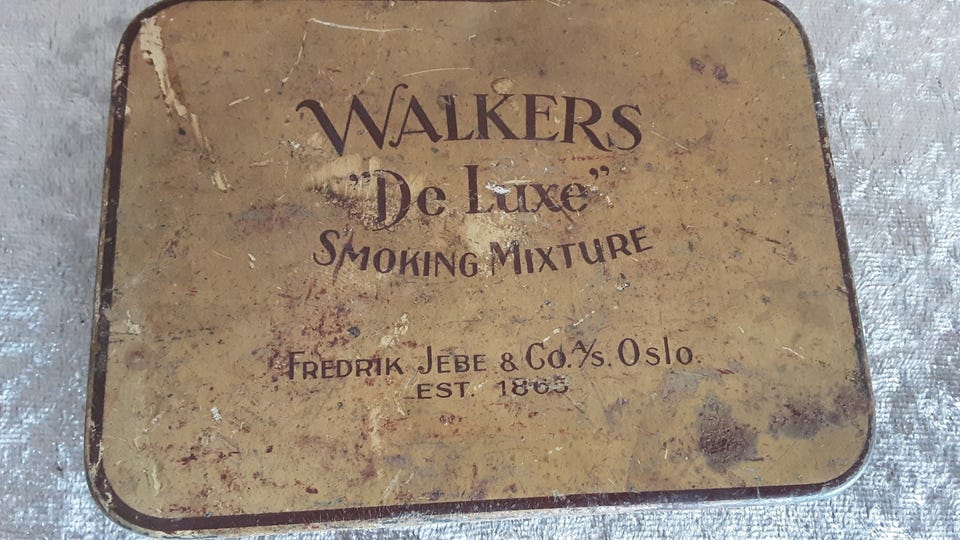 WALKERS
"De Luxe"
SMOKING MIXTURE
FREDRIK JEBE & Co. A/S. Oslo.
EST. 1865